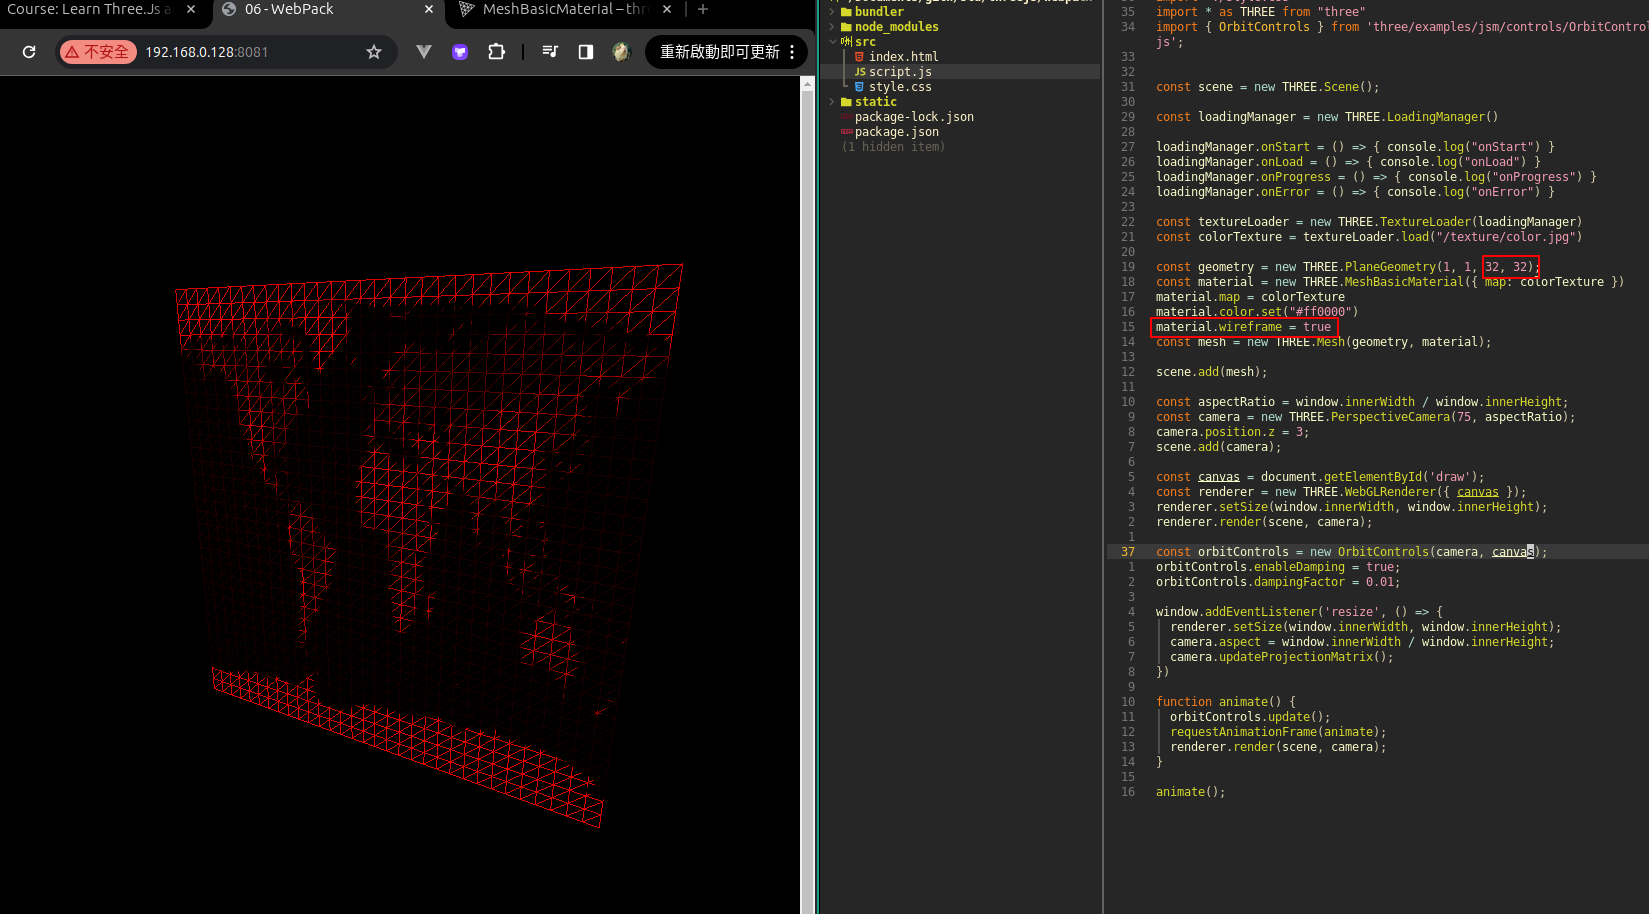 Course: Learn Three.Js a
06 - WebPack
MeshBasicMaterial – thr
不安全
192.168.0.128:8081
重新啟動即可更新
bundler
node_modules
src
index.html
JS script.js
style.css
static
package-lock.json
package.json
(1 hidden item)
35 import * as THREE from "three"
34 import { OrbitControls } from 'three/examples/jsm/controls/OrbitControl
js';
33
32
31 const scene = new THREE.Scene();
30
29 const loadingManager = new THREE.LoadingManager()
28
27 loadingManager.onStart = () => { console.log("onStart") }
26 loadingManager.onLoad = () => { console.log("onLoad") }
25 loadingManager.onProgress = () => { console.log("onProgress") }
24 loadingManager.onError = () => { console.log("onError") }
23
22 const textureLoader = new THREE.TextureLoader(loadingManager)
21 const colorTexture = textureLoader.load("/texture/color.jpg")
20
19 const geometry = new THREE.PlaneGeometry(1, 1, 32, 32);
18 const material = new THREE.MeshBasicMaterial({ map: colorTexture })
17 material.map = colorTexture
16 material.color.set("#ff0000")
15 material.wireframe = true
14 const mesh = new THREE.Mesh(geometry, material);
13
12 scene.add(mesh);
11
10 const aspectRatio = window.innerWidth / window.innerHeight;
9 const camera = new THREE.PerspectiveCamera(75, aspectRatio);
8 camera.position.z = 3;
7 scene.add(camera);
6
5 const canvas = document.getElementById('draw');
4 const renderer = new THREE.WebGLRenderer({ canvas });
3 renderer.setSize(window.innerWidth, window.innerHeight);
2 renderer.render(scene, camera);
1
37 const orbitControls = new OrbitControls(camera, canvas);
1 orbitControls.enableDamping = true;
2 orbitControls.dampingFactor = 0.01;
3
4 window.addEventListener('resize', () => {
5 renderer.setSize(window.innerWidth, window.innerHeight);
6 camera.aspect = window.innerWidth / window.innerHeight;
7 camera.updateProjectionMatrix();
8 })
9
10 function animate() {
11 orbitControls.update();
12 requestAnimationFrame(animate);
13 renderer.render(scene, camera);
14 }
15
16 animate();